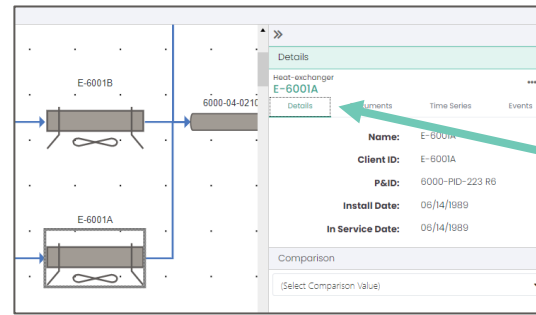 Details
Heat-exchanger
E-6001A
Details
Time Series
Events
Name: E-6001A
Client ID: E-6001A
P&ID: 6000-PID-223 R6
Install Date: 06/14/1989
In Service Date: 06/14/1989
Comparison
(Select Comparison Value)
E-6001B
6000-04-0210
E-6001A